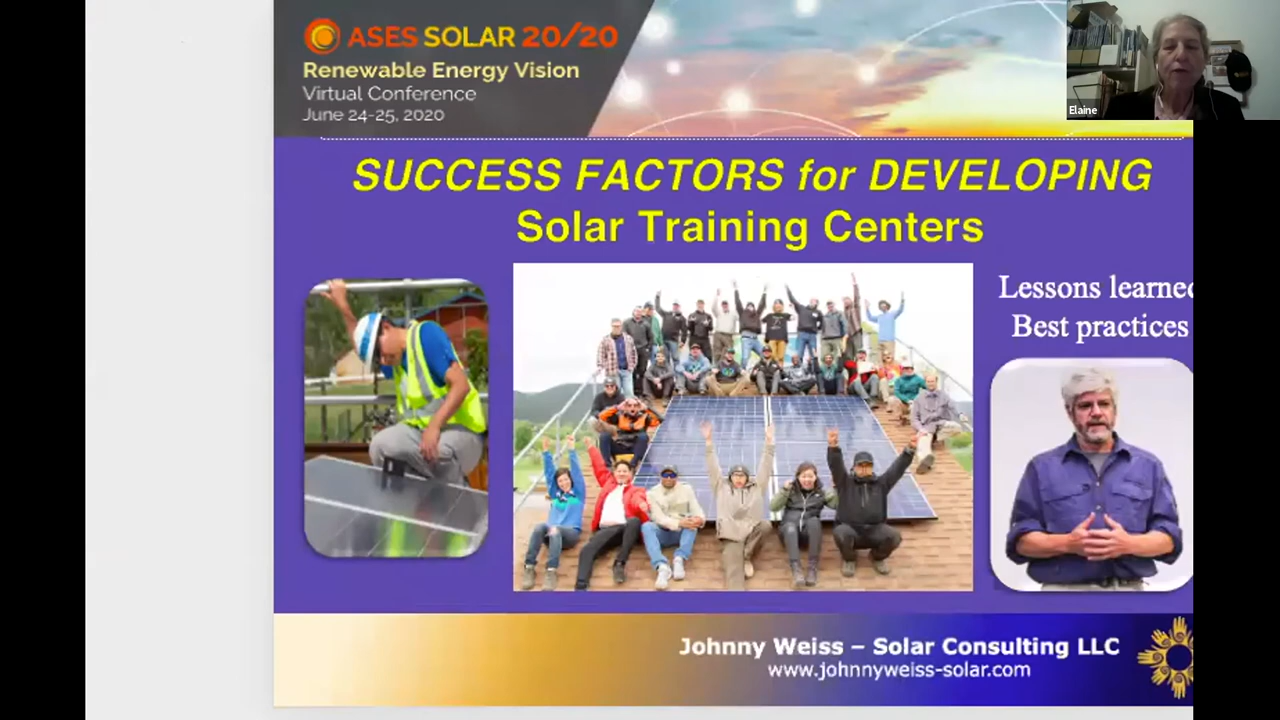 ASES SOLAR 20/20
Renewable Energy Vision
Virtual Conference
June 24-25, 2020
Elaine
SUCCESS FACTORS for DEVELOPING
Solar Training Centers
Lessons learned
Best practices
Johnny Weiss – Solar Consulting LLC
www.johnnyweiss-solar.com